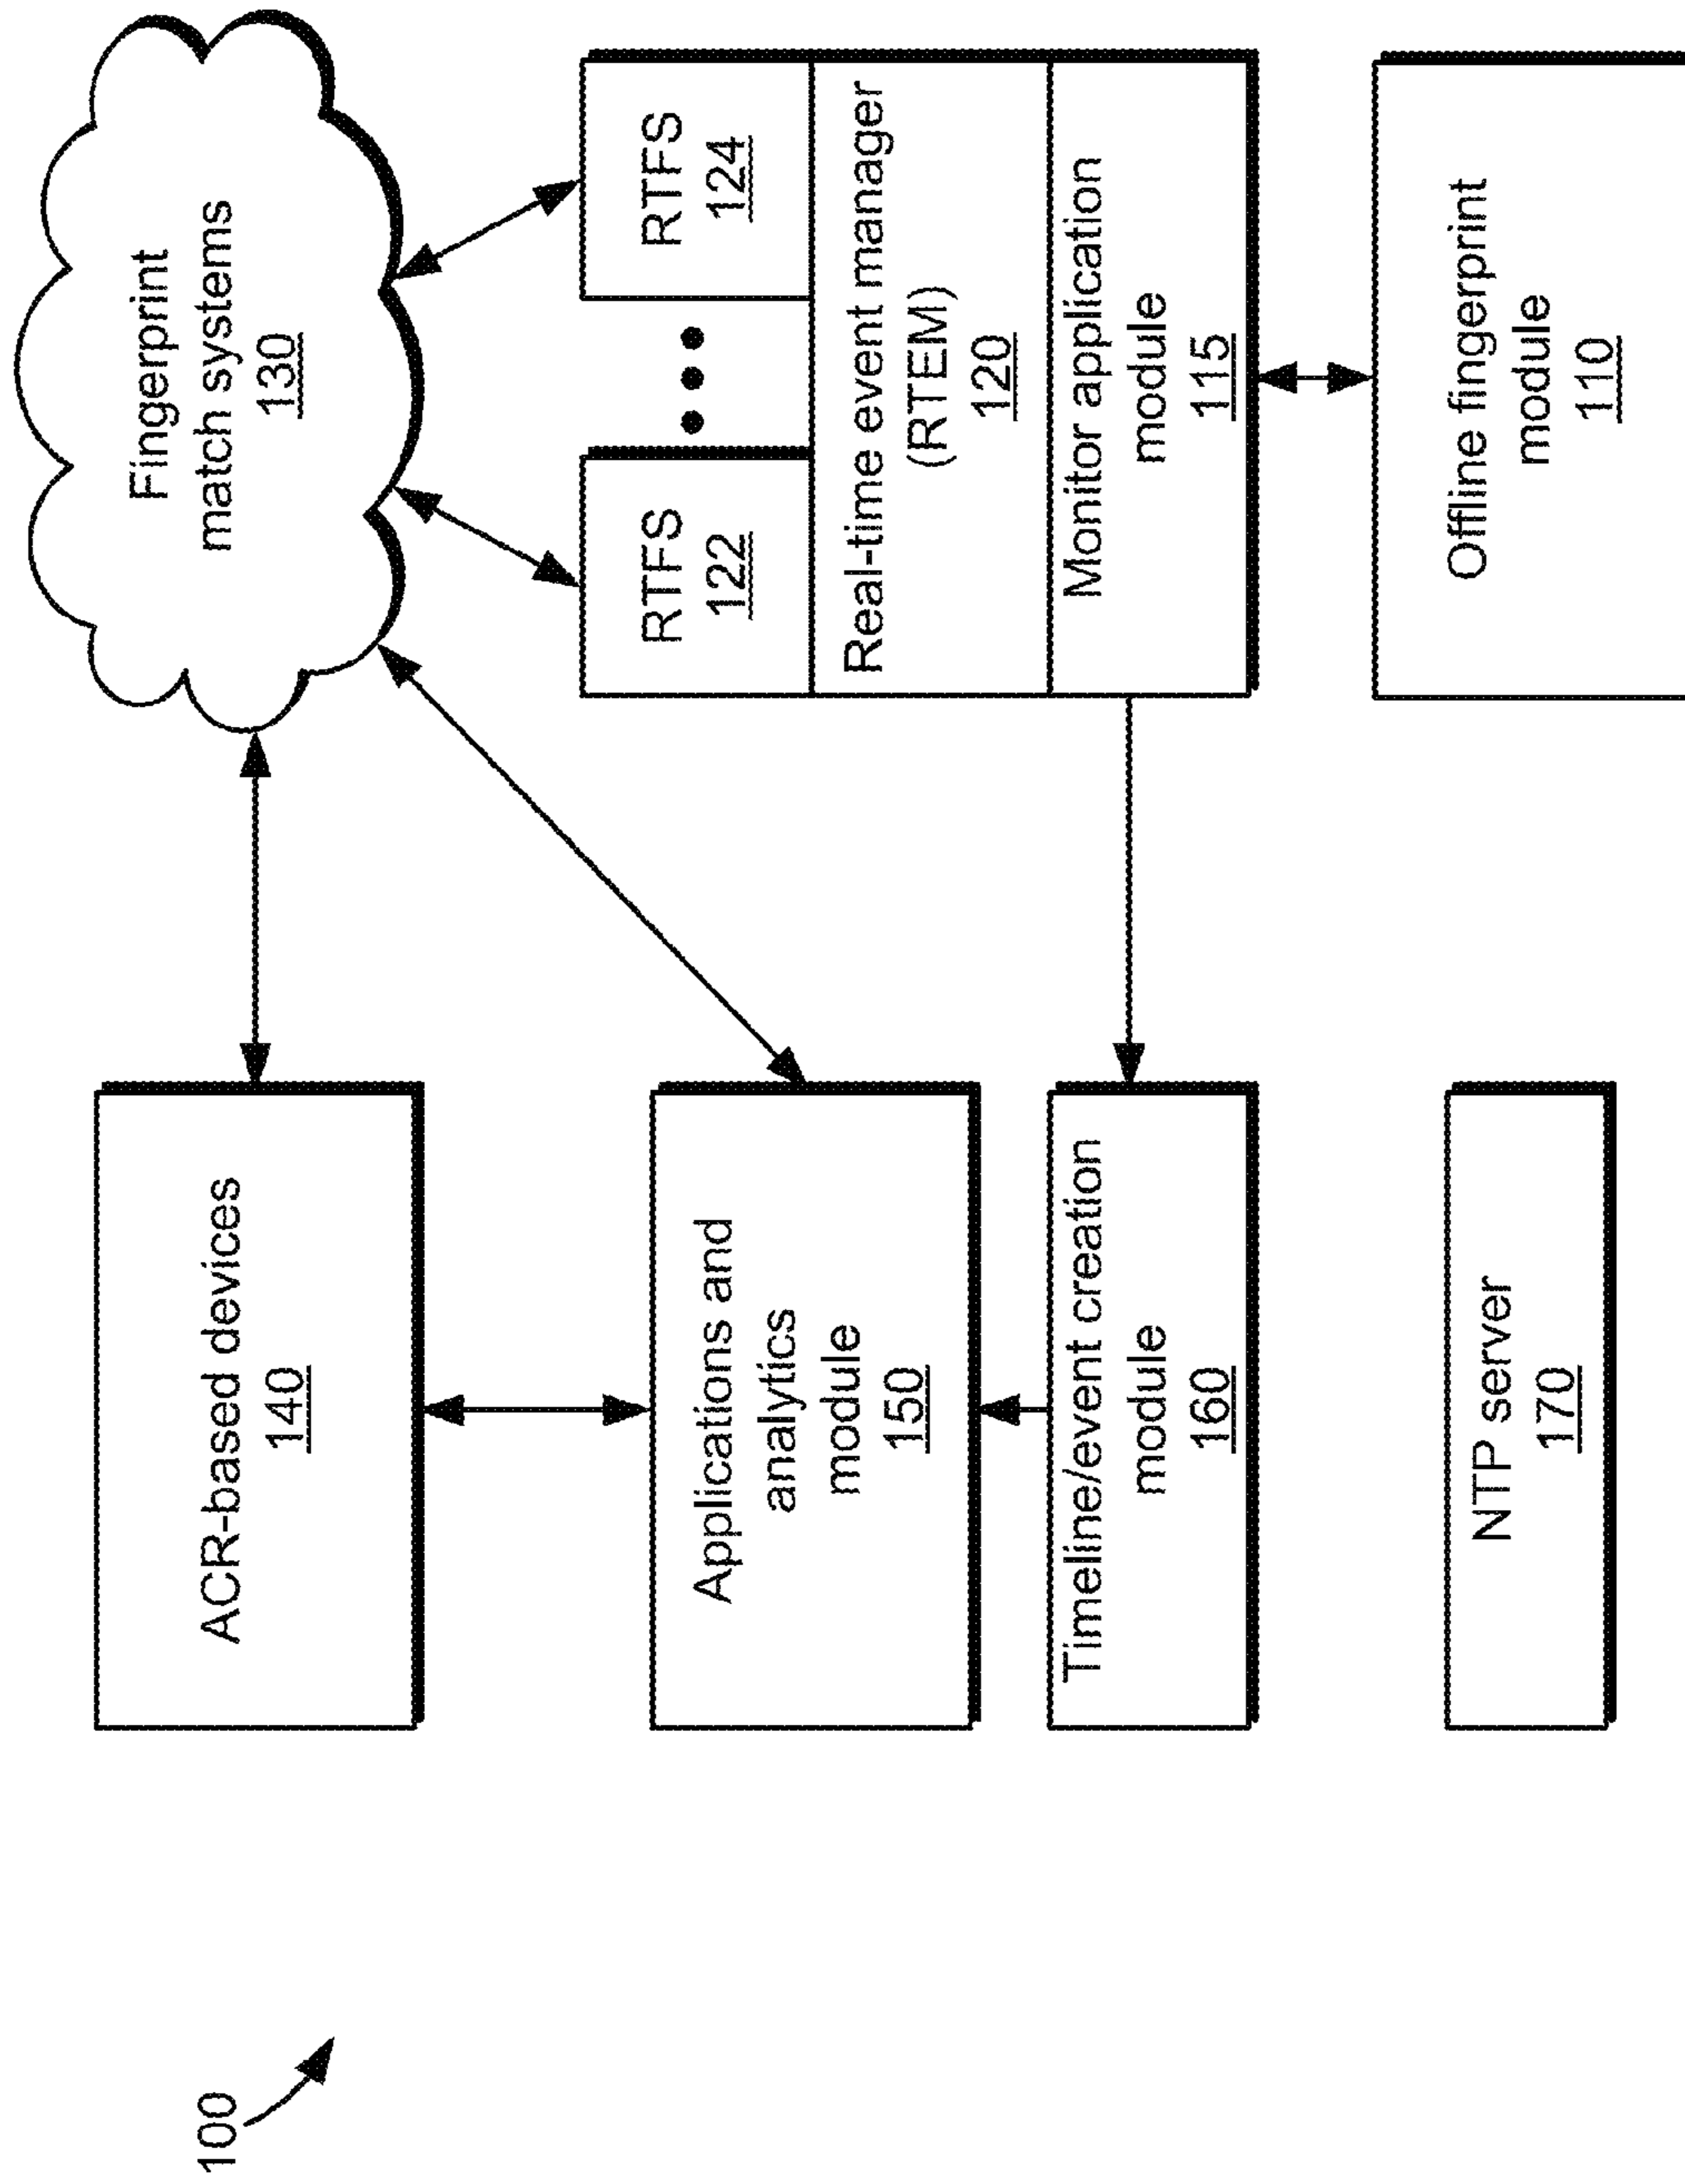 100
ACR-based devices
140
Fingerprint
match systems
130
Applications and
analytics
module
150
RTFS
122
RTFS
124
Real-time event manager
(RTEM)
120
Timeline/event creation
module
160
Monitor application
module
115
NTP server
170
Offline fingerprint
module
110